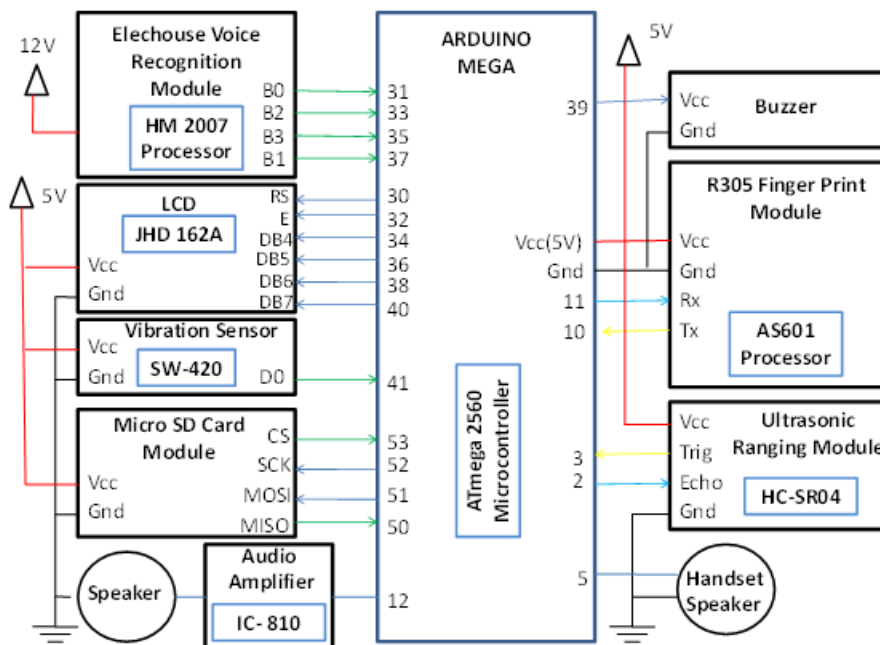 12V
Elechouse Voice
Recognition
Module
HM 2007
Processor
B0
B2
B3
B1
31
33
35
37
5V
LCD
JHD 162A
Vcc
Gnd
RS
E
DB4
DB5
DB6
DB7
30
32
34
36
38
40
Vibration Sensor
Vcc
Gnd
SW-420
D0
41
Micro SD Card
Module
Vcc
Gnd
CS
SCK
MOSI
MISO
53
52
51
50
Speaker
Audio
Amplifier
IC- 810
12
ARDUINO
MEGA
ATmega 2560
Microcontroller
39
Vcc(5V)
Gnd
11
10
3
2
5
5V
Vcc
Gnd
Buzzer
R305 Finger Print
Module
Vcc
Gnd
Rx
Tx
AS601
Processor
Ultrasonic
Ranging Module
Vcc
Trig
Echo
Gnd
HC-SR04
Handset
Speaker